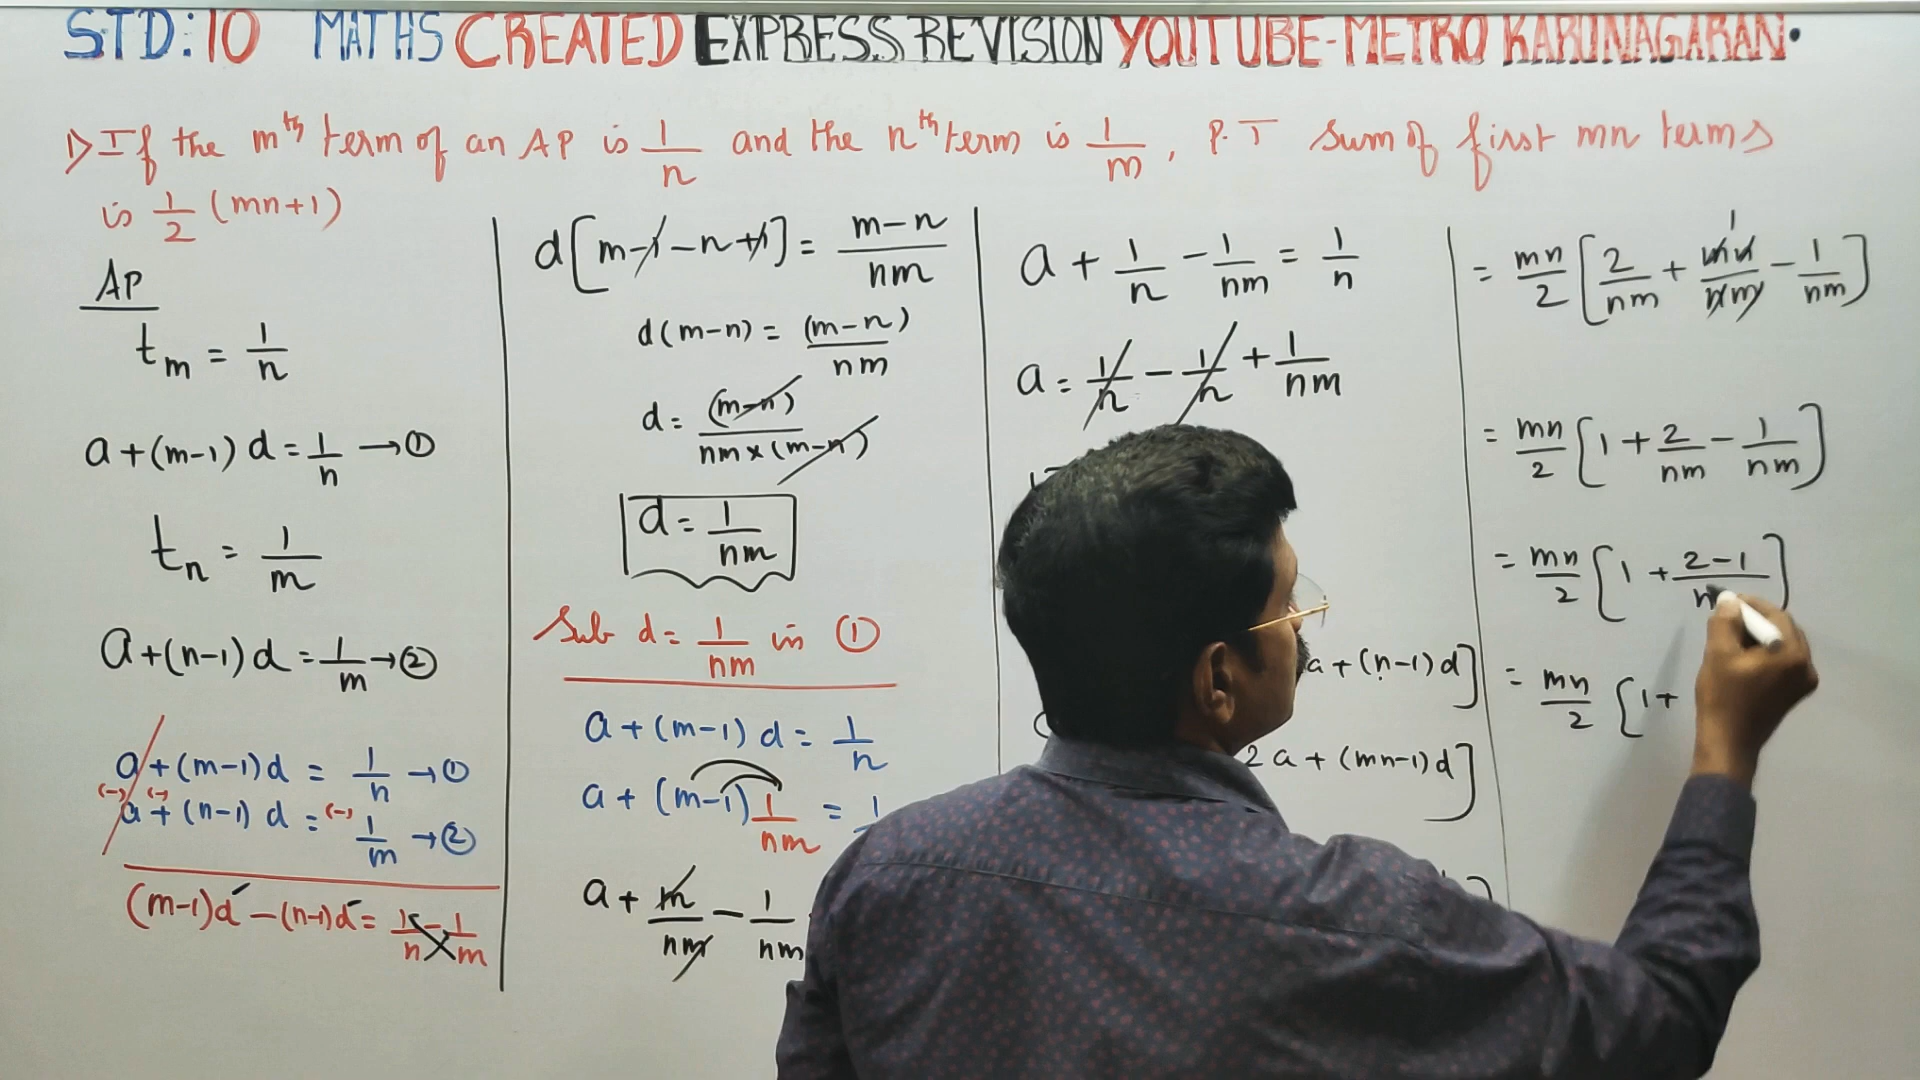 STD:10 MATHS CREATED EXPRESS REVISION YOUTUBE-METRO KARUNAGARAN.
1) If the mth term of an AP is 1/n and the nth term is 1/m, P.T sum of first mn terms
is 1/2 (mn+1)
AP
tm = 1/n
a+(m-1)d = 1/n → ①
tn = 1/m
a+(n-1)d = 1/m → ②
a+(m-1)d = 1/n → ①
(-) (-) (-)
a+(n-1)d = 1/m → ②
(m-1)d - (n-1)d = 1/n - 1/m
d[m-1-n+1] = m-n/nm
d(m-n) = (m-n)/nm
d = (m-n)/nm×(m-n)
d = 1/nm
Sub d = 1/nm in ①
a+(m-1)d = 1/n
a+(m-1) 1/nm =
a + m/nm - 1/nm
a + 1/n - 1/nm = 1/n
a = 1/n - 1/n + 1/nm
a+(n-1)d]
2a+(mn-1)d]
= mn/2 [2/nm + mn/nm - 1/nm]
1
= mn/2 [1 + 2/nm - 1/nm]
= mn/2 [1 + 2-1/n]
= mn/2 [1+